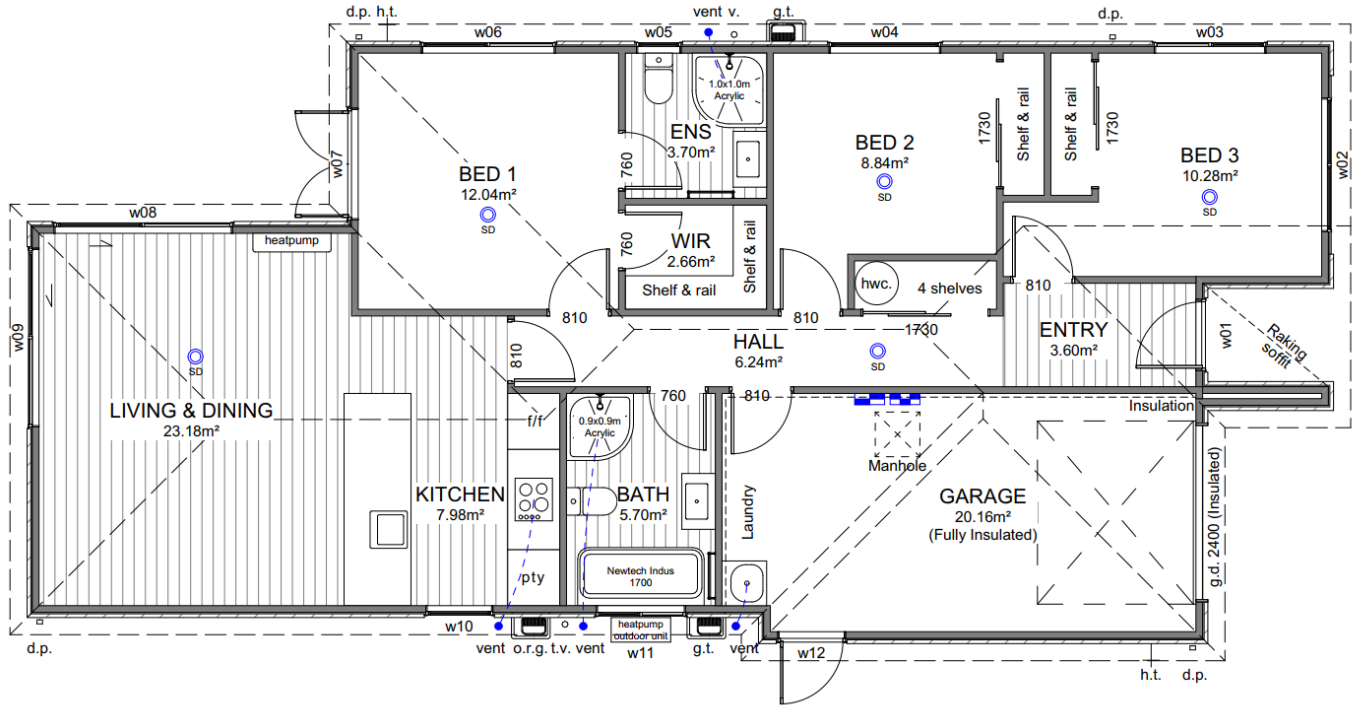 d.p. h.t.
vent v.
g.t.
d.p.
w06
w05
w04
w03
1.0x1.0m
Acrylic
ENS
3.70m²
760
BED 1
12.04m²
SD
w07
BED 2
8.84m²
SD
1730
Shelf & rail
Shelf & rail
1730
BED 3
10.28m²
SD
w02
w08
heatpump
760
WIR
2.66m²
Shelf & rail
Shelf & rail
hwc.
4 shelves
810
810
810
1730
ENTRY
3.60m²
w01
Raking
soffit
w09
SD
810
HALL
6.24m²
SD
LIVING & DINING
23.18m²
760
810
f/f
0.9x0.9m
Acrylic
Insulation
Manhole
KITCHEN
7.98m²
BATH
5.70m²
Laundry
GARAGE
20.16m²
(Fully Insulated)
g.d. 2400 (Insulated)
pty
Newtech Indus
1700
w10
heatpump
outdoor unit
w11
w12
d.p.
vent o.r.g. t.v. vent
g.t. vent
h.t. d.p.